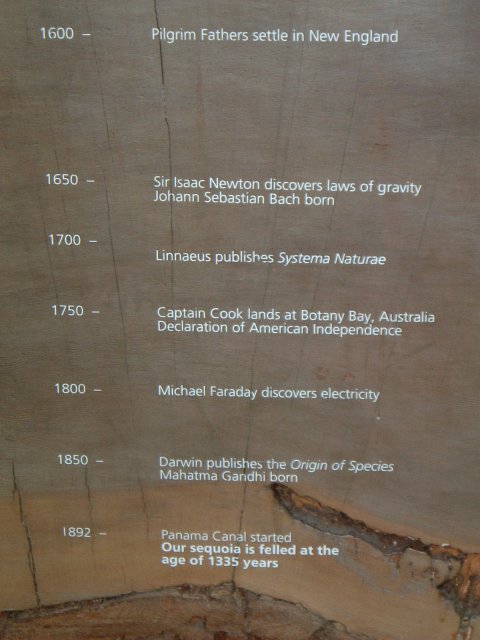 1600 – Pilgrim Fathers settle in New England
1650 – Sir Isaac Newton discovers laws of gravity
Johann Sebastian Bach born
1700 –
Linnaeus publishes Systema Naturae
1750 – Captain Cook lands at Botany Bay, Australia
Declaration of American Independence
1800 – Michael Faraday discovers electricity
1850 – Darwin publishes the Origin of Species
Mahatma Gandhi born
1892 – Panama Canal started
Our sequoia is felled at the
age of 1335 years